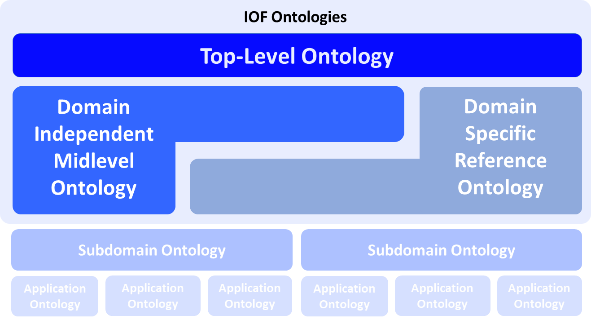 IOF Ontologies
Top-Level Ontology
Domain
Independent
Midlevel
Ontology
Domain
Specific
Reference
Ontology
Subdomain Ontology
Subdomain Ontology
Application
Ontology
Application
Ontology
Application
Ontology
Application
Ontology
Application
Ontology
Application
Ontology